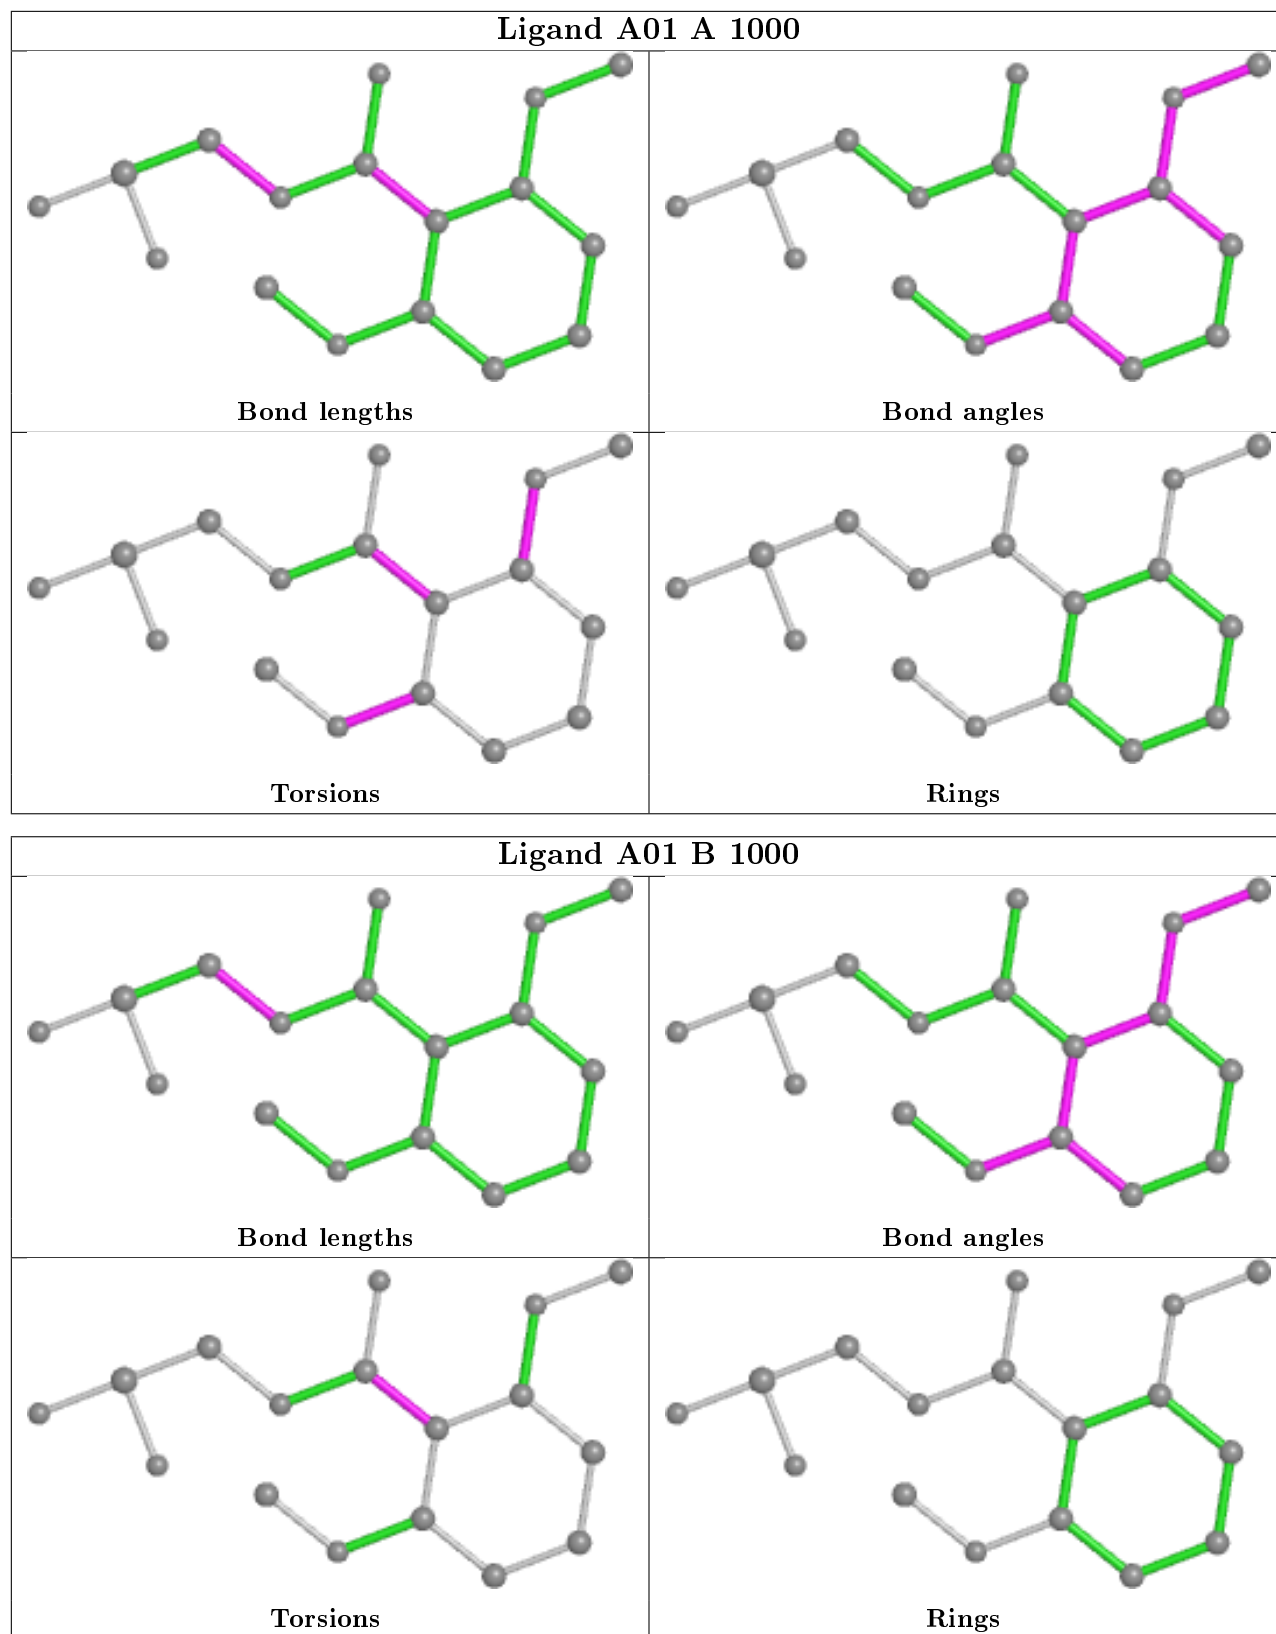 Ligand A01 A 1000
Bond lengths
Bond angles
Torsions
Rings
Ligand A01 B 1000
Bond lengths
Bond angles
Torsions
Rings